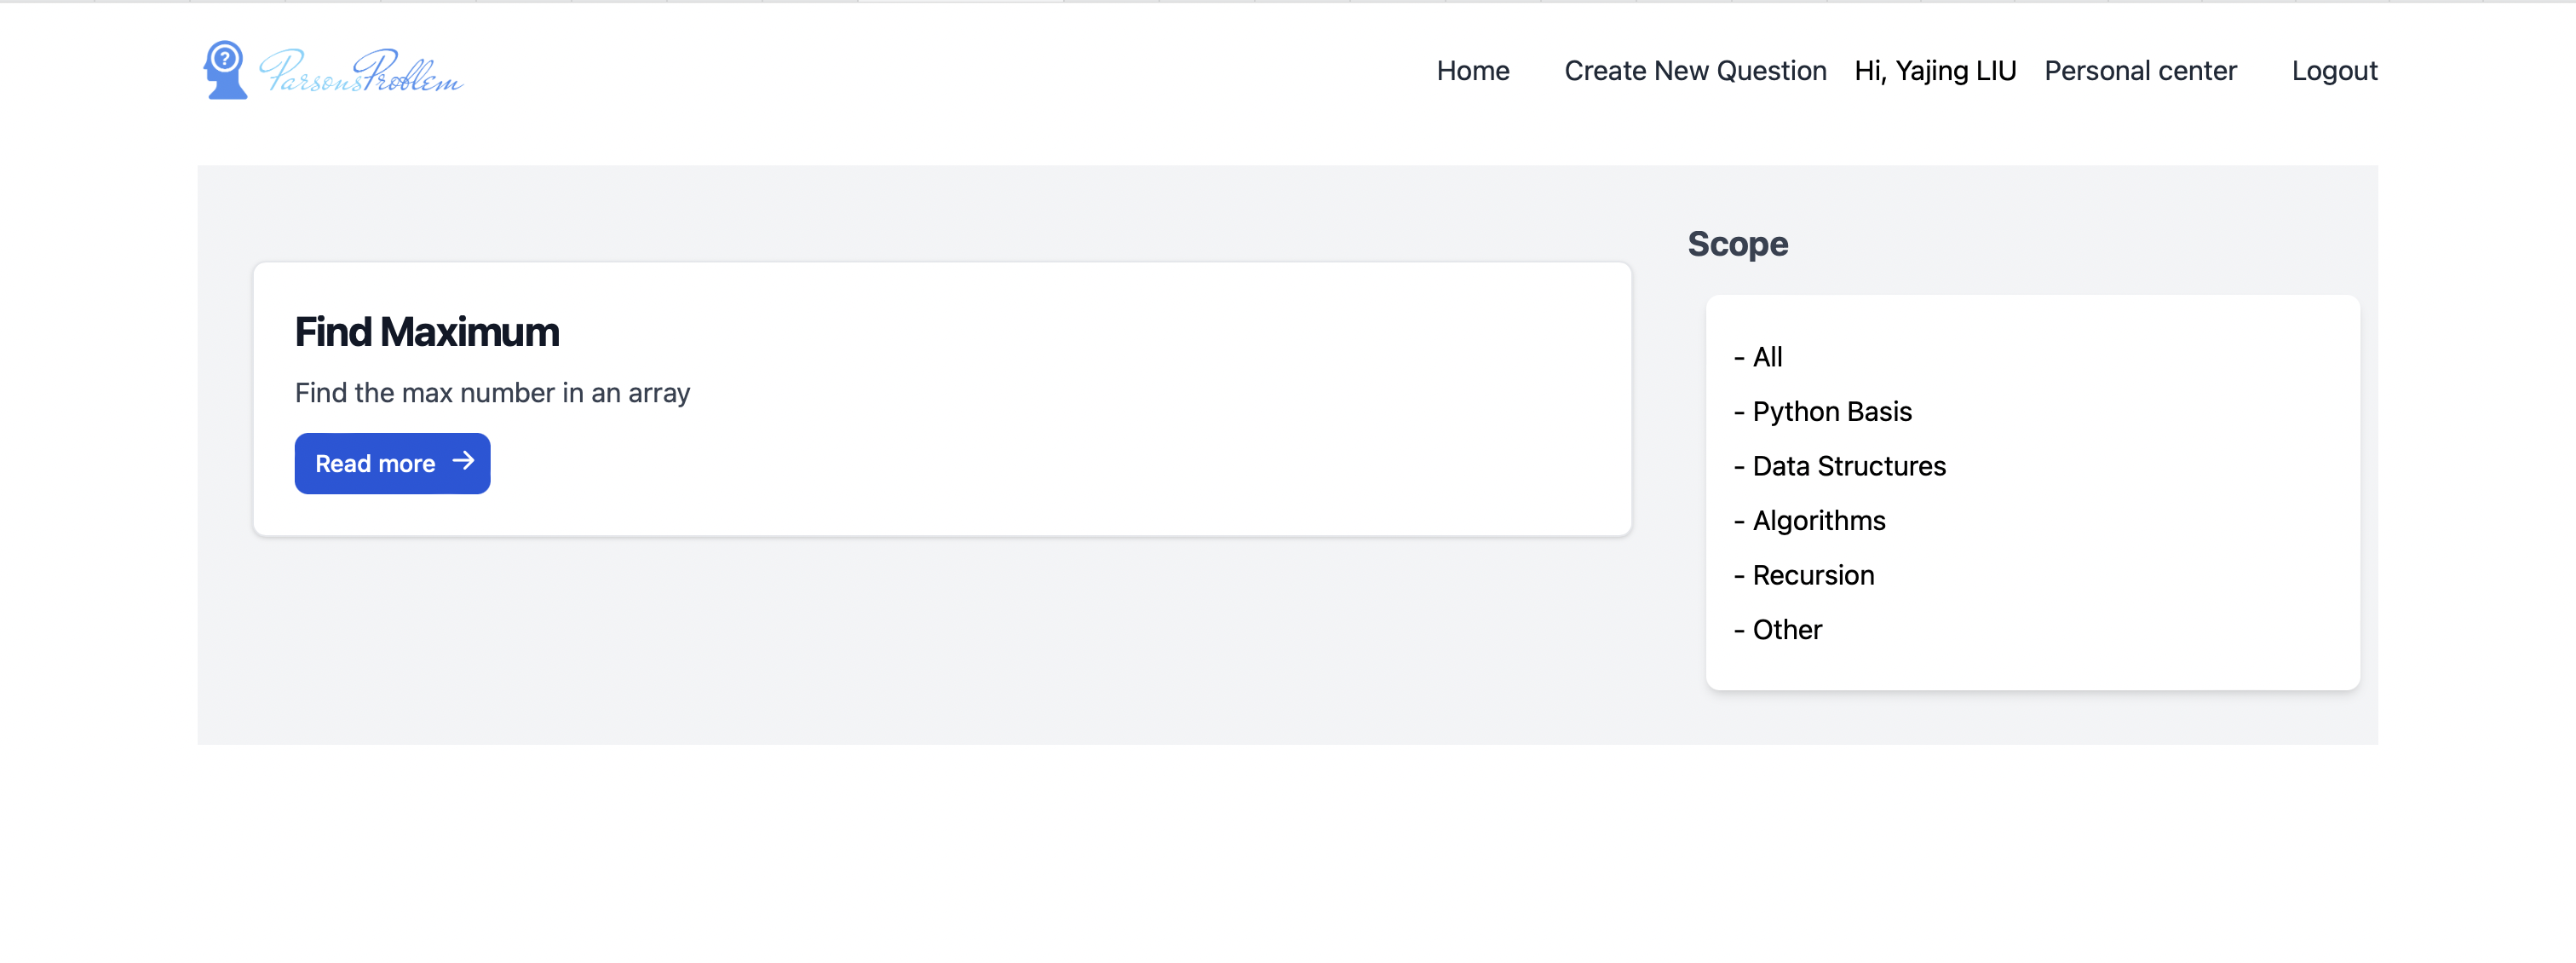 ?
ParsonsProblem
Home Create New Question Hi, Yajing LIU Personal center Logout
Find Maximum
Find the max number in an array
Read more
Scope
- All
- Python Basis
- Data Structures
- Algorithms
- Recursion
- Other